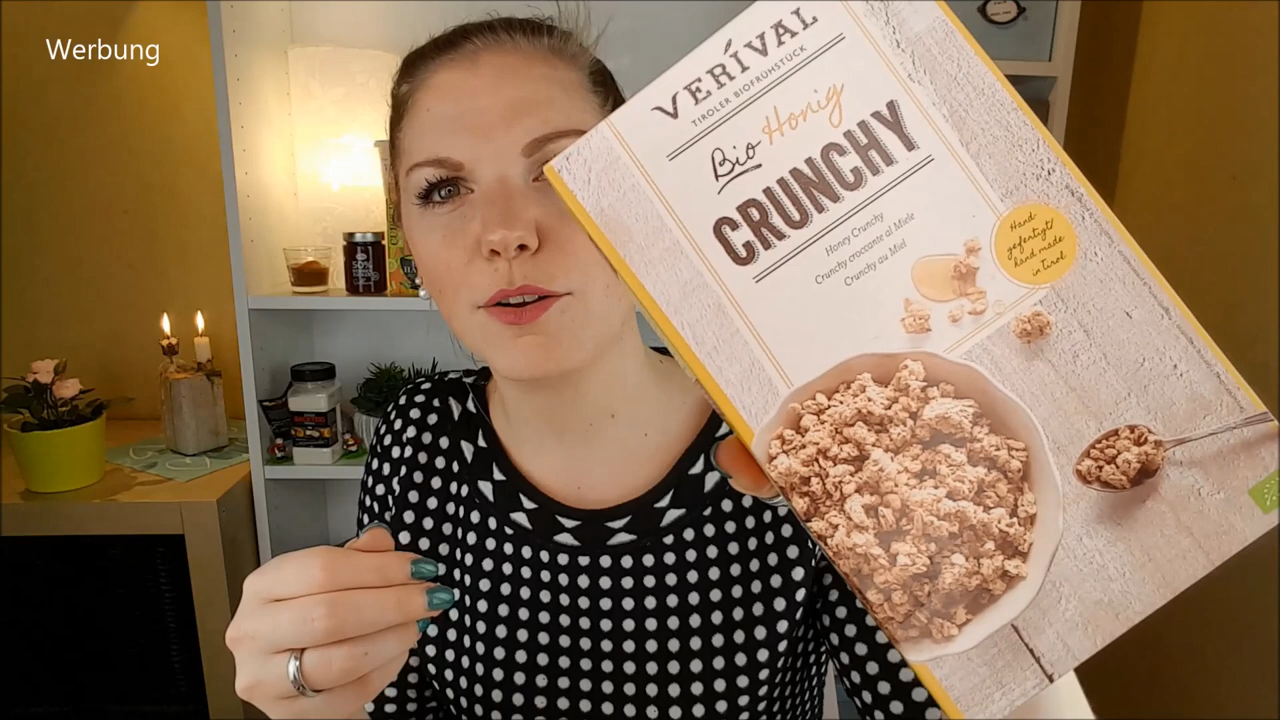 Werbung
VERÍVAL
TIROLER BIOFRÜHSTÜCK
Bio Honig
CRUNCHY
Honey Crunchy
Crunchy croccante al Miele
Crunchy au Miel
Hand-
gefertigt/
hand made
in Tirol
50%